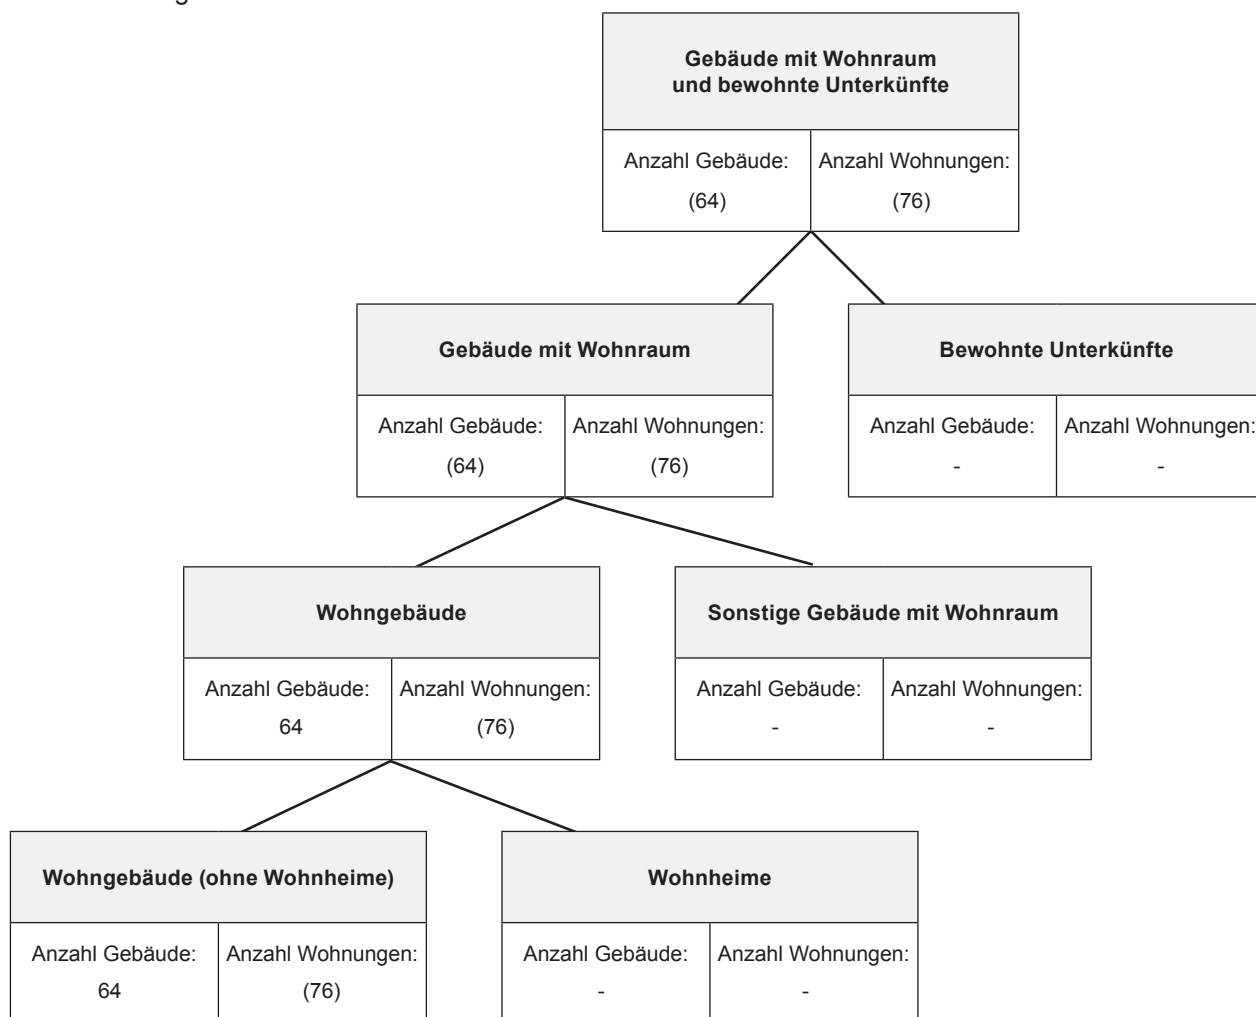 Gebäude mit Wohnraum
und bewohnte Unterkünfte
Anzahl Gebäude: Anzahl Wohnungen:
(64) (76)
Gebäude mit Wohnraum
Bewohnte Unterkünfte
Anzahl Gebäude: Anzahl Wohnungen:
(64) (76)
Anzahl Gebäude: Anzahl Wohnungen:
- -
Wohngebäude
Sonstige Gebäude mit Wohnraum
Anzahl Gebäude: Anzahl Wohnungen:
64 (76)
Anzahl Gebäude: Anzahl Wohnungen:
- -
Wohngebäude (ohne Wohnheime)
Wohnheime
Anzahl Gebäude: Anzahl Wohnungen:
64 (76)
Anzahl Gebäude: Anzahl Wohnungen:
- -